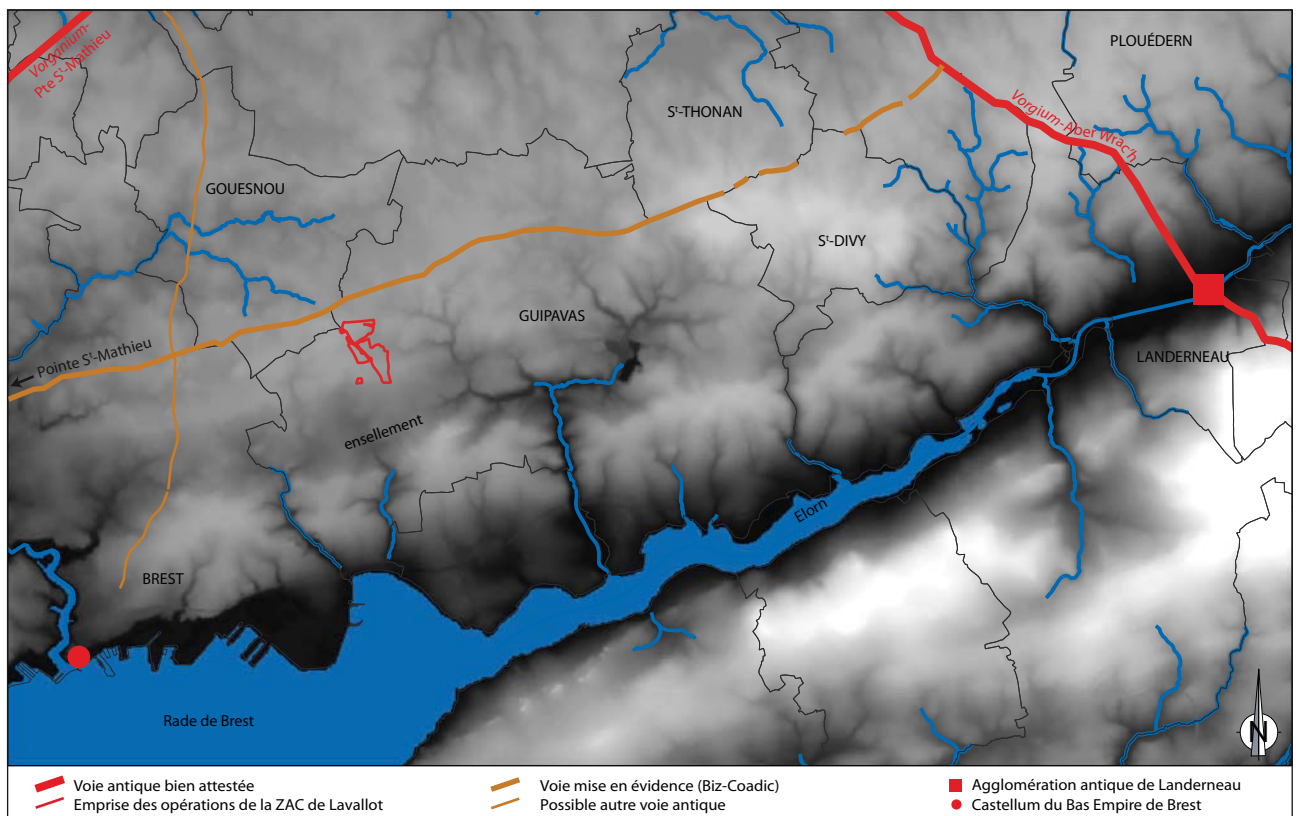 Vorgonium-
Pte Sᵗ-Mathieu
PLOUÉDERN
Sᵗ-THONAN
Vorgium-Aber Wrac'h
GOUESNOU
Sᵗ-DIVY
GUIPAVAS
Pointe Sᵗ-Mathieu
LANDERNEAU
ensellement
Elorn
BREST
Rade de Brest
N
Voie antique bien attestée
Emprise des opérations de la ZAC de Lavallot
Voie mise en évidence (Biz-Coadic)
Possible autre voie antique
Agglomération antique de Landerneau
Castellum du Bas Empire de Brest